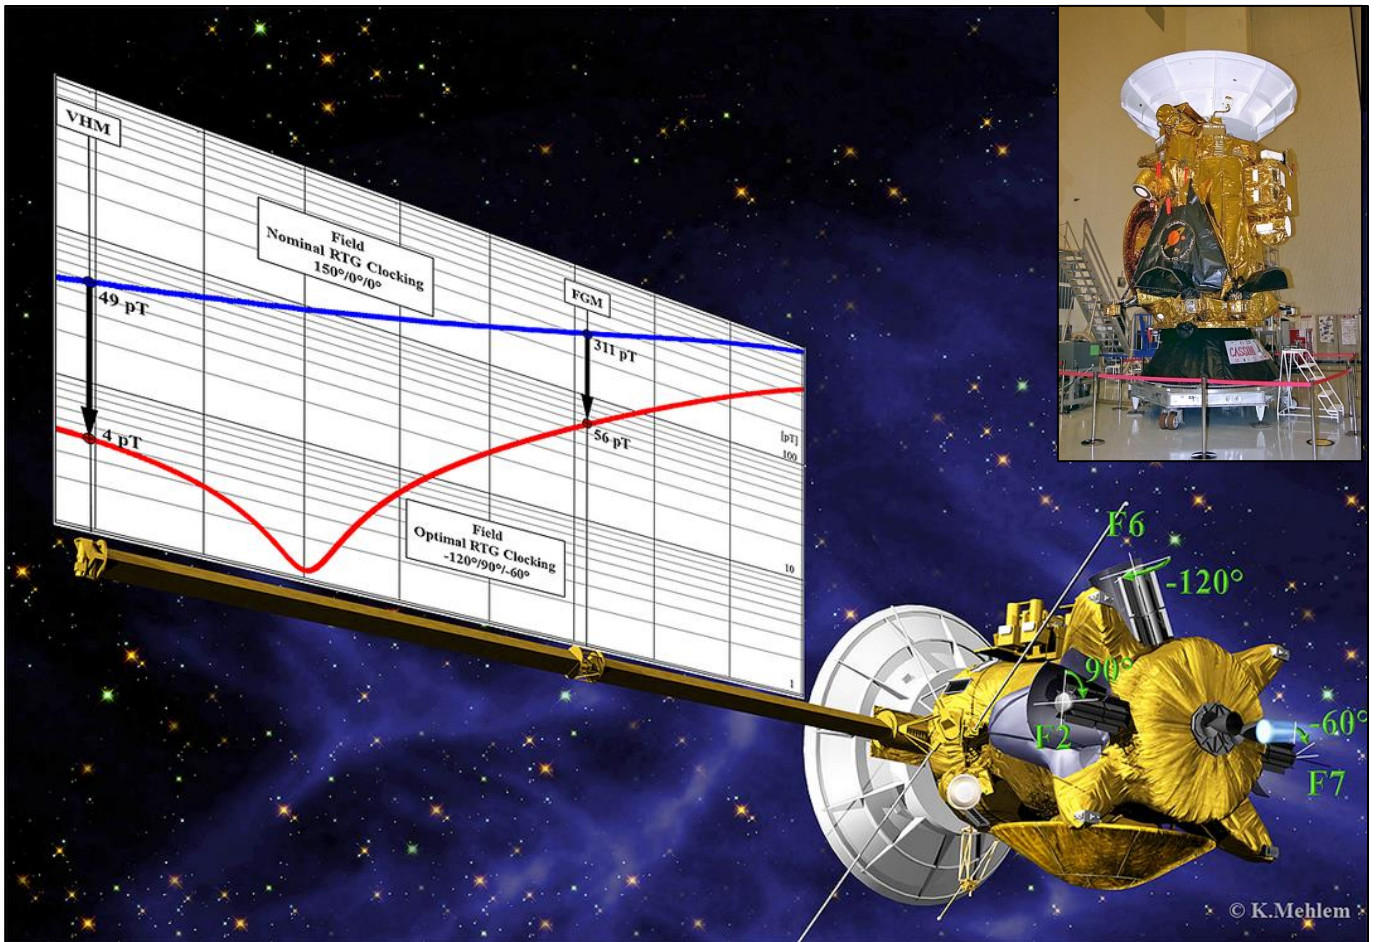 VHM
Field
Nominal RTG Clocking
150°/0°/0°
FGM
49 pT
311 pT
4 pT
56 pT
[pT]
100
Field
Optimal RTG Clocking
-120°/90°/-60°
10
1
CASSINI
F6
-120°
90°
F2
-60°
F7
© K.Mehlem